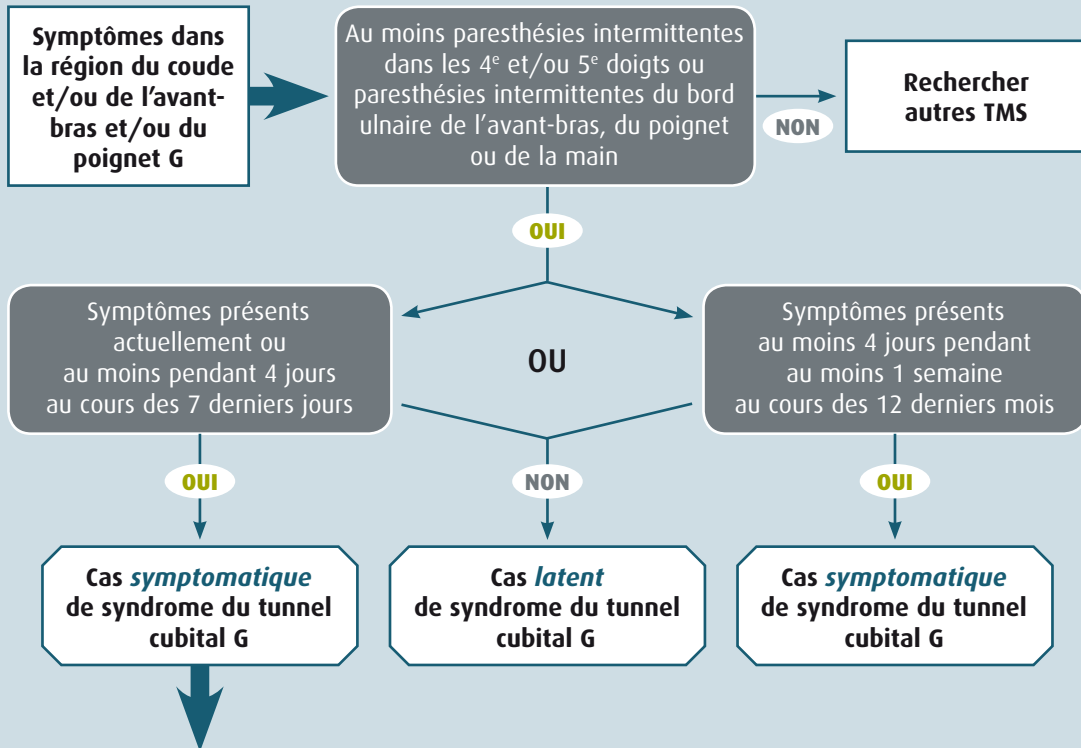 Symptômes dans
la région du coude
et/ou de l'avant-
bras et/ou du
poignet G
Au moins paresthésies intermittentes
dans les 4e et/ou 5e doigts ou
paresthésies intermittentes du bord
ulnaire de l'avant-bras, du poignet
ou de la main
NON
Rechercher
autres TMS
OUI
Symptômes présents
actuellement ou
au moins pendant 4 jours
au cours des 7 derniers jours
OU
Symptômes présents
au moins 4 jours pendant
au moins 1 semaine
au cours des 12 derniers mois
OUI
NON
OUI
Cas symptomatique
de syndrome du tunnel
cubital G
Cas latent
de syndrome du tunnel
cubital G
Cas symptomatique
de syndrome du tunnel
cubital G